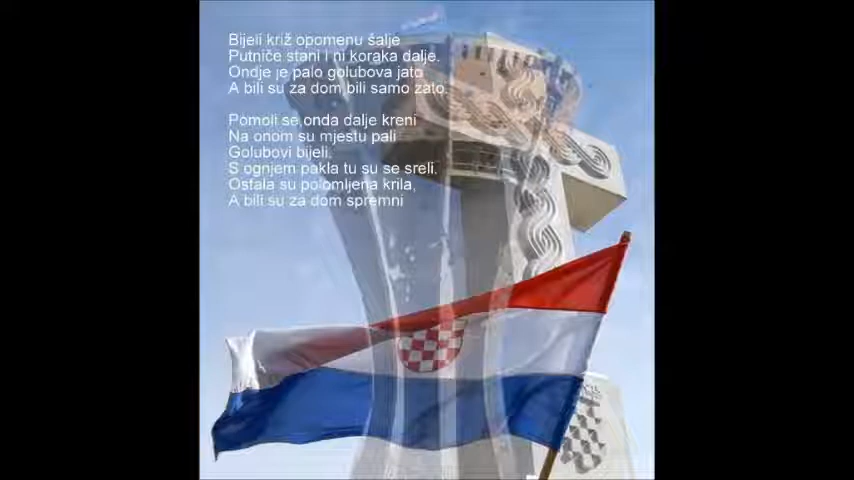 Bijeli križ opomenu šalje
Putniče stani i ni koraka dalje.
Ondje je palo golubova jato
A bili su za dom bili samo zato.
Pomoli se,onda dalje kreni
Na onom su mjestu pali
Golubovi bijeli.
S ognjem pakla tu su se sreli.
Ostala su polomljena krila,
A bili su za dom spremni